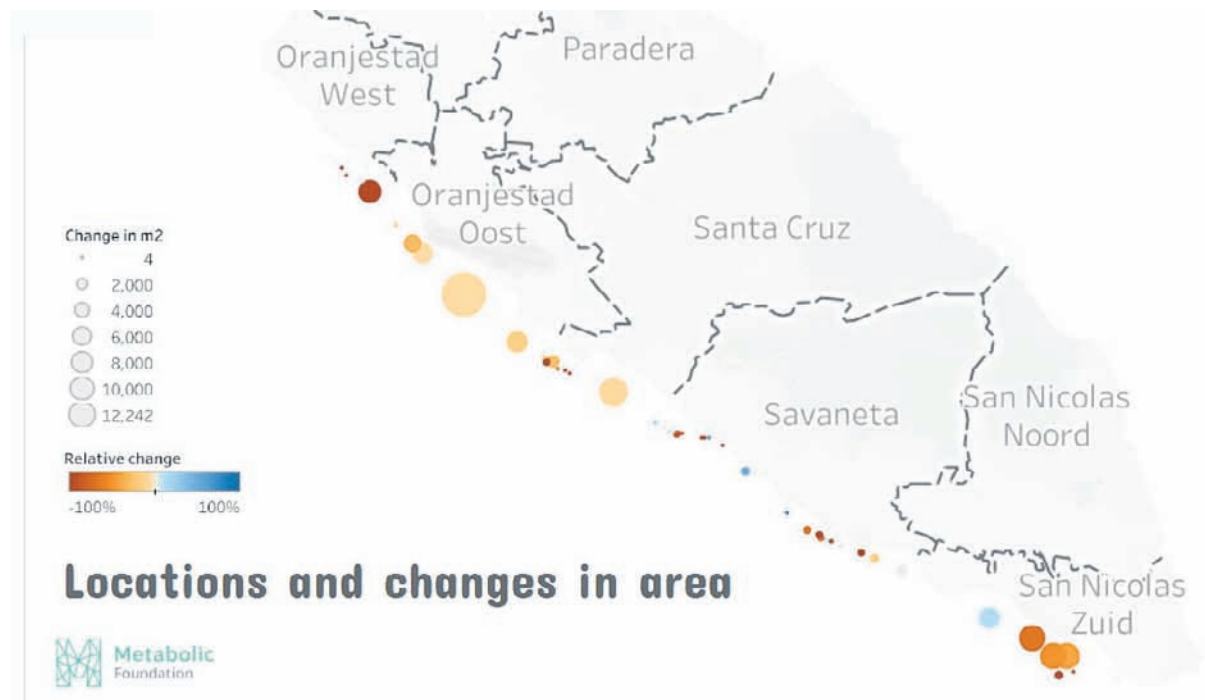 Oranjestad
West
Paradera
Oranjestad
Oost
Santa Cruz
Change in m2
4
2,000
4,000
6,000
8,000
10,000
12,242
Savaneta
San Nicolas
Noord
Relative change
-100%
100%
Locations and changes in area
San Nicolas
Zuid
Metabolic
Foundation